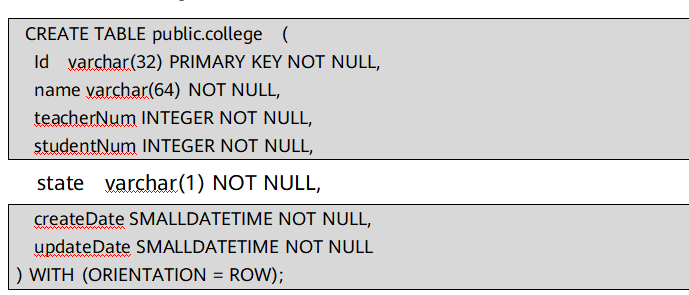 CREATE TABLE public.college (
Id varchar(32) PRIMARY KEY NOT NULL,
name varchar(64) NOT NULL,
teacherNum INTEGER NOT NULL,
studentNum INTEGER NOT NULL,
state varchar(1) NOT NULL,
createDate SMALLDATETIME NOT NULL,
updateDate SMALLDATETIME NOT NULL
) WITH (ORIENTATION = ROW);